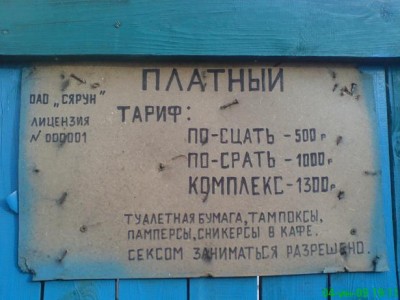 ПЛАТНЫЙ
ОАО „СЯРУН"
ЛИЦЕНЗИЯ
N 000001
ТАРИФ:
ПО-СЦАТЬ - 500 р
ПО-СРАТЬ - 1000 р
КОМПЛЕКС - 1300 р
ТУАЛЕТНАЯ БУМАГА, ТАМПОКСЫ,
ПАМПЕРСЫ, СНИКЕРСЫ В КАФЕ.
СЕКСОМ ЗАНИМАТЬСЯ РАЗРЕШЕНО.